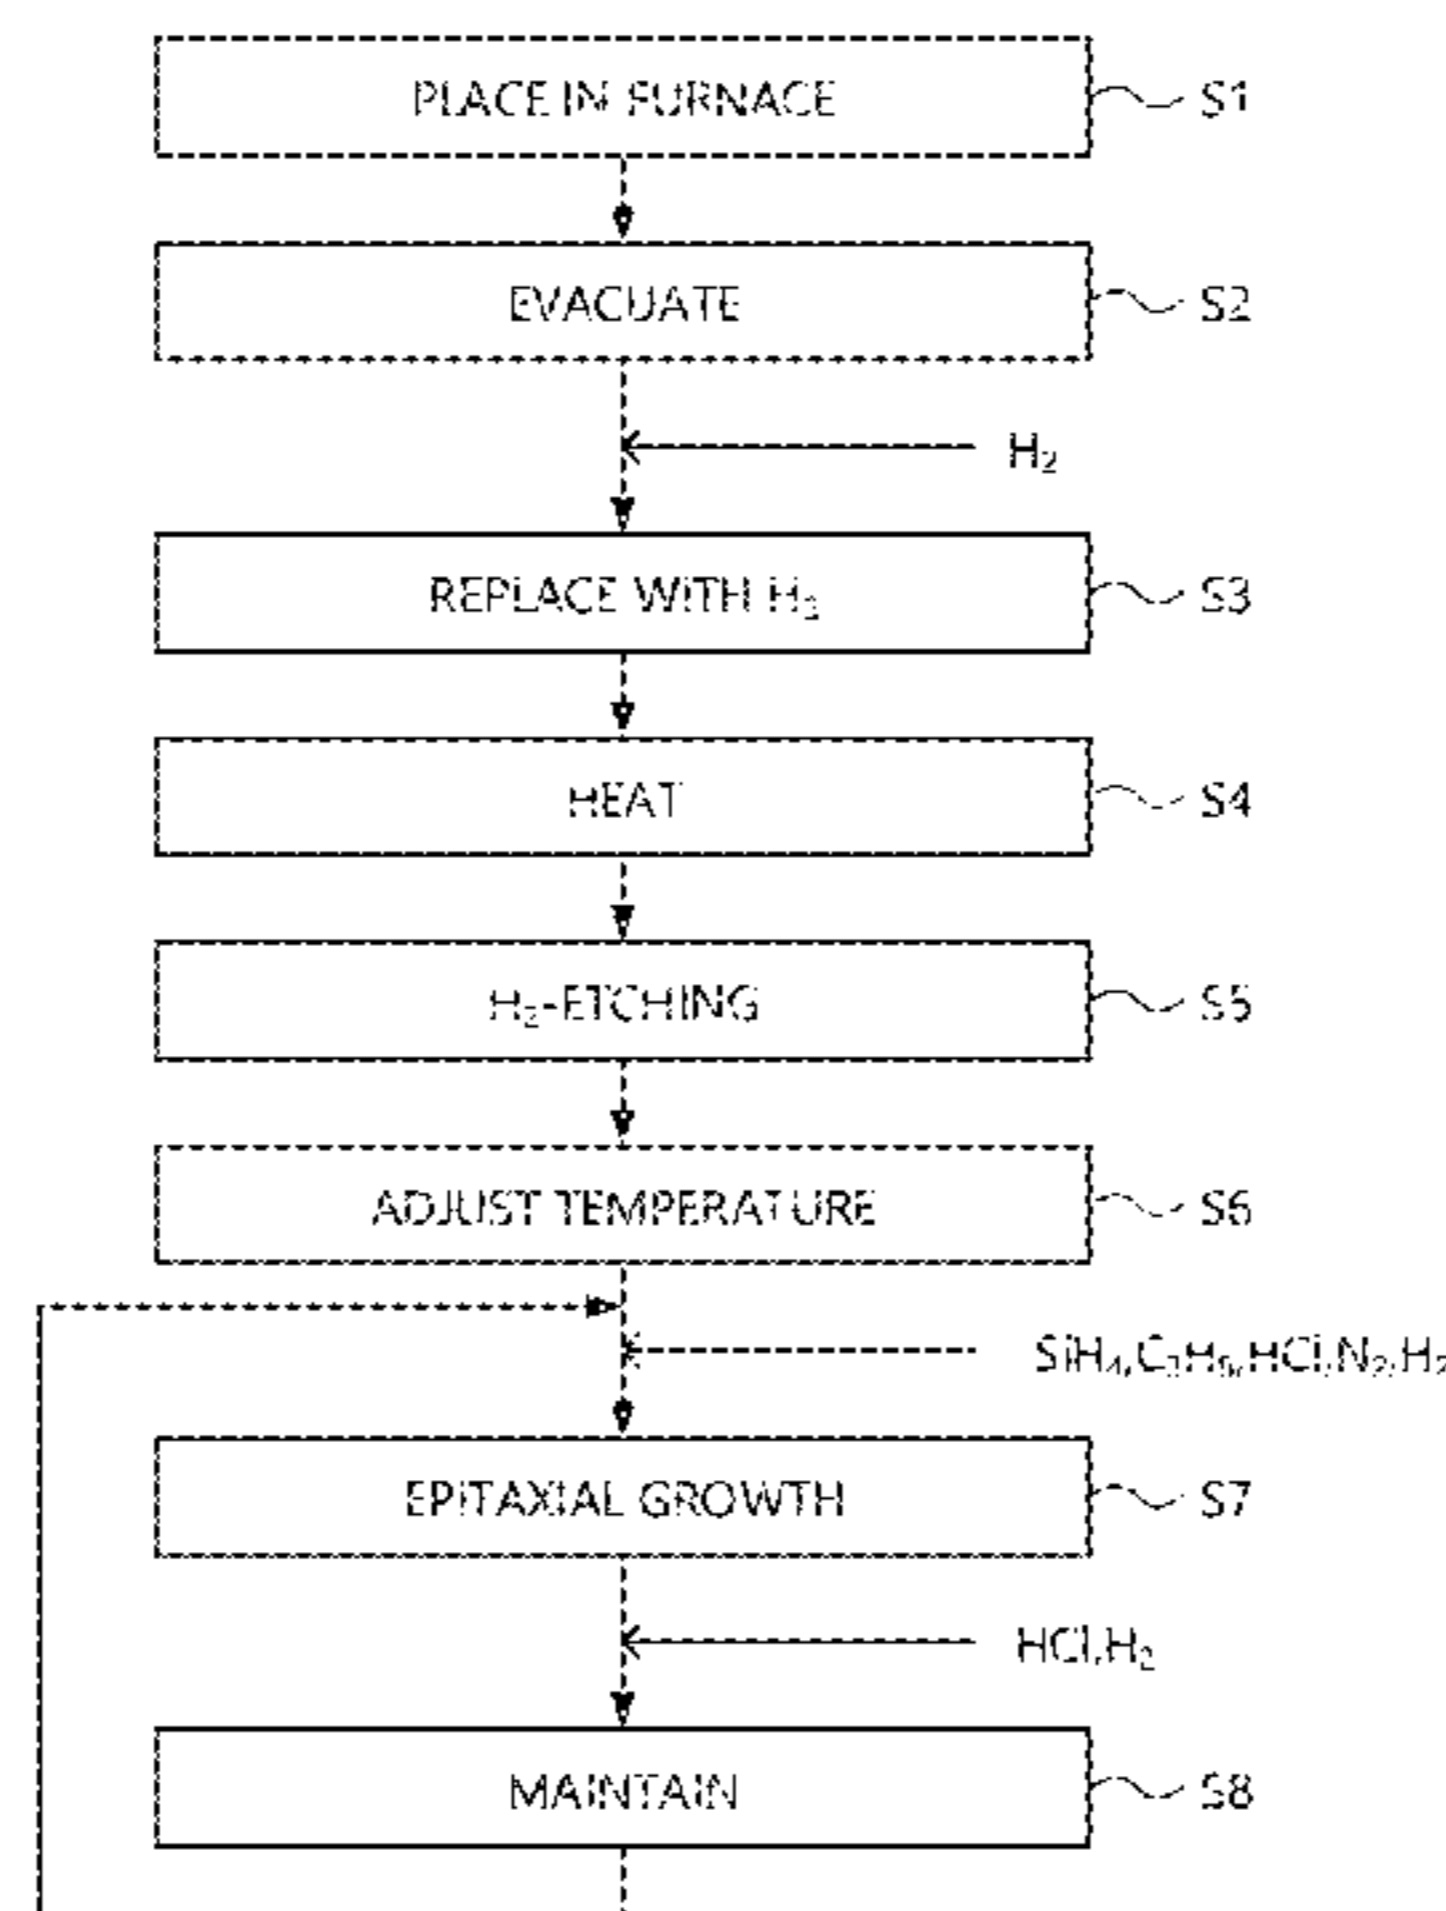 PLACE IN FURNACE S1
EVACUATE S2
H₂
REPLACE WITH H₂ S3
HEAT S4
H₂-ETCHING S5
ADJUST TEMPERATURE S6
SiH₄,C₃H₈,HCl,N₂,H₂
EPITAXIAL GROWTH S7
HCl,H₂
MAINTAIN S8